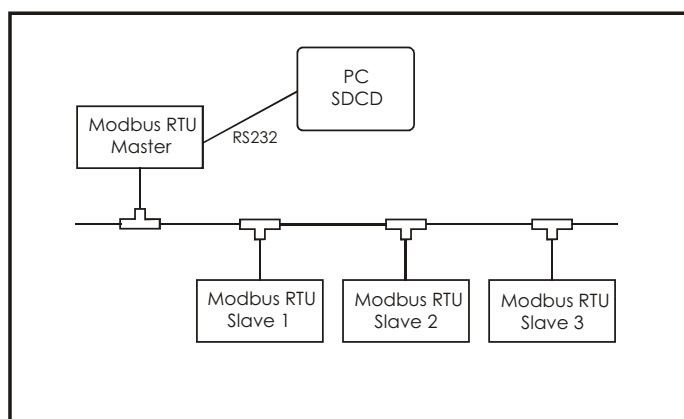 PC
SDCD
Modbus RTU
Master
RS232
Modbus RTU
Slave 1
Modbus RTU
Slave 2
Modbus RTU
Slave 3